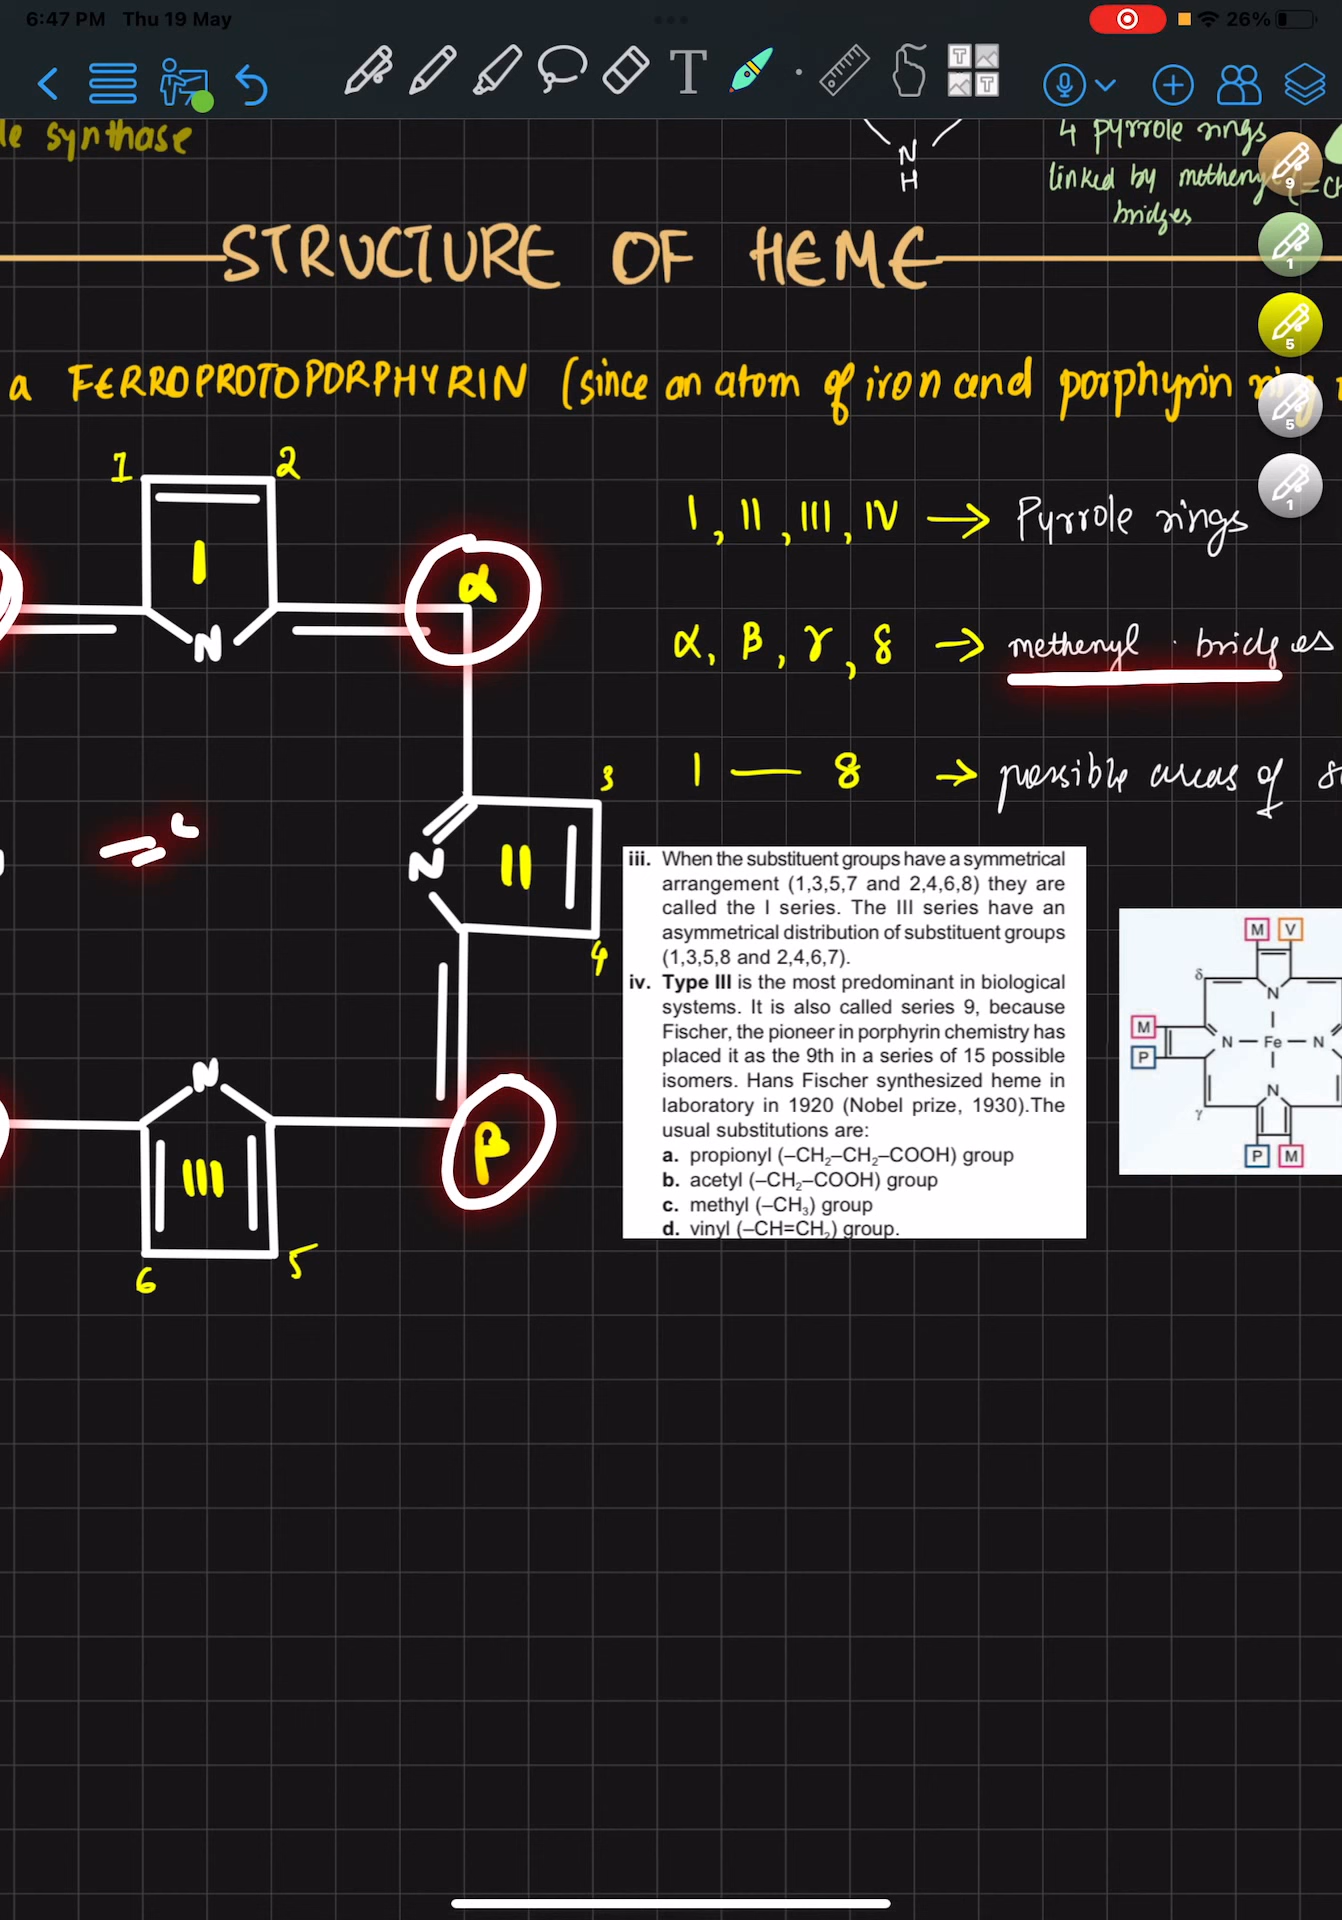 6:47 PM Thu 19 May
26%
le synthase
N
H
4 pyrrole rings
linked by methenyl (=CH
bridges
9
1
5
5
1
STRUCTURE OF HEME
a FERROPROTOPORPHYRIN (since an atom of iron and porphyrin ring
1 2
I
N
α
I, II, III, IV → Pyrrole rings
α, β, γ, δ → methenyl bridges
1 — 8 → possible areas of
3
N
II
4
C
N
III
6 5
β
iii. When the substituent groups have a symmetrical
arrangement (1,3,5,7 and 2,4,6,8) they are
called the I series. The III series have an
asymmetrical distribution of substituent groups
(1,3,5,8 and 2,4,6,7).
iv. Type III is the most predominant in biological
systems. It is also called series 9, because
Fischer, the pioneer in porphyrin chemistry has
placed it as the 9th in a series of 15 possible
isomers. Hans Fischer synthesized heme in
laboratory in 1920 (Nobel prize, 1930).The
usual substitutions are:
a. propionyl (–CH₂–CH₂–COOH) group
b. acetyl (–CH₂–COOH) group
c. methyl (–CH₃) group
d. vinyl (–CH=CH₂) group.
M V
δ
N
M
P
N — Fe — N
N
γ
P M